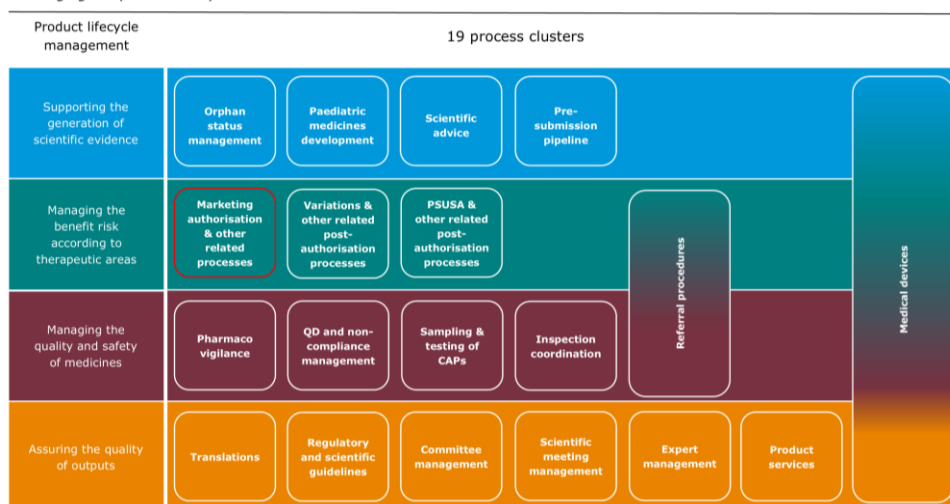 Product lifecycle
management
19 process clusters
Supporting the
generation of
scientific evidence
Orphan
status
management
Paediatric
medicines
development
Scientific
advice
Pre-
submission
pipeline
Managing the
benefit risk
according to
therapeutic areas
Marketing
authorisation
& other
related
processes
Variations &
other related
post-
authorisation
processes
PSUSA &
other related
post-
authorisation
processes
Referral procedures
Medical devices
Managing the
quality and safety
of medicines
Pharmaco
vigilance
QD and non-
compliance
management
Sampling &
testing of
CAPs
Inspection
coordination
Assuring the quality
of outputs
Translations
Regulatory
and scientific
guidelines
Committee
management
Scientific
meeting
management
Expert
management
Product
services